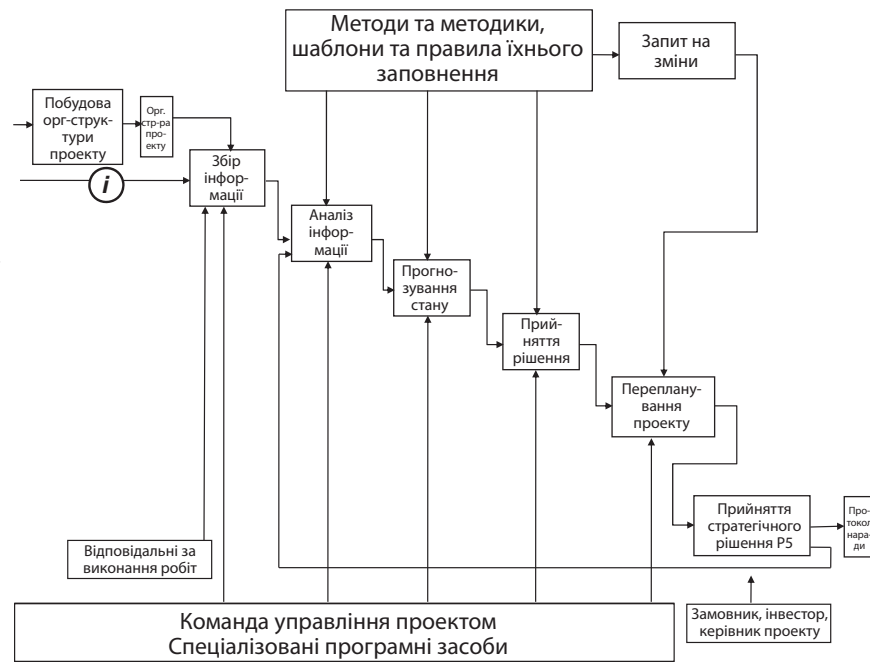 Методи та методики,
шаблони та правила їхнього
заповнення
Запит на
зміни
Побудова
орг-струк-
тури
проекту
Орг.
стр-ра
про-
екту
Збір
інфор-
мації
i
Аналіз
інфор-
мації
Прогно-
зування
стану
Прий-
няття
рішення
Переплану-
вання
проекту
Прийняття
стратегічного
рішення Р5
Про-
токол
нара-
ди
Відповідальні за
виконання робіт
Команда управління проектом
Спеціалізовані програмні засоби
Замовник, інвестор,
керівник проекту